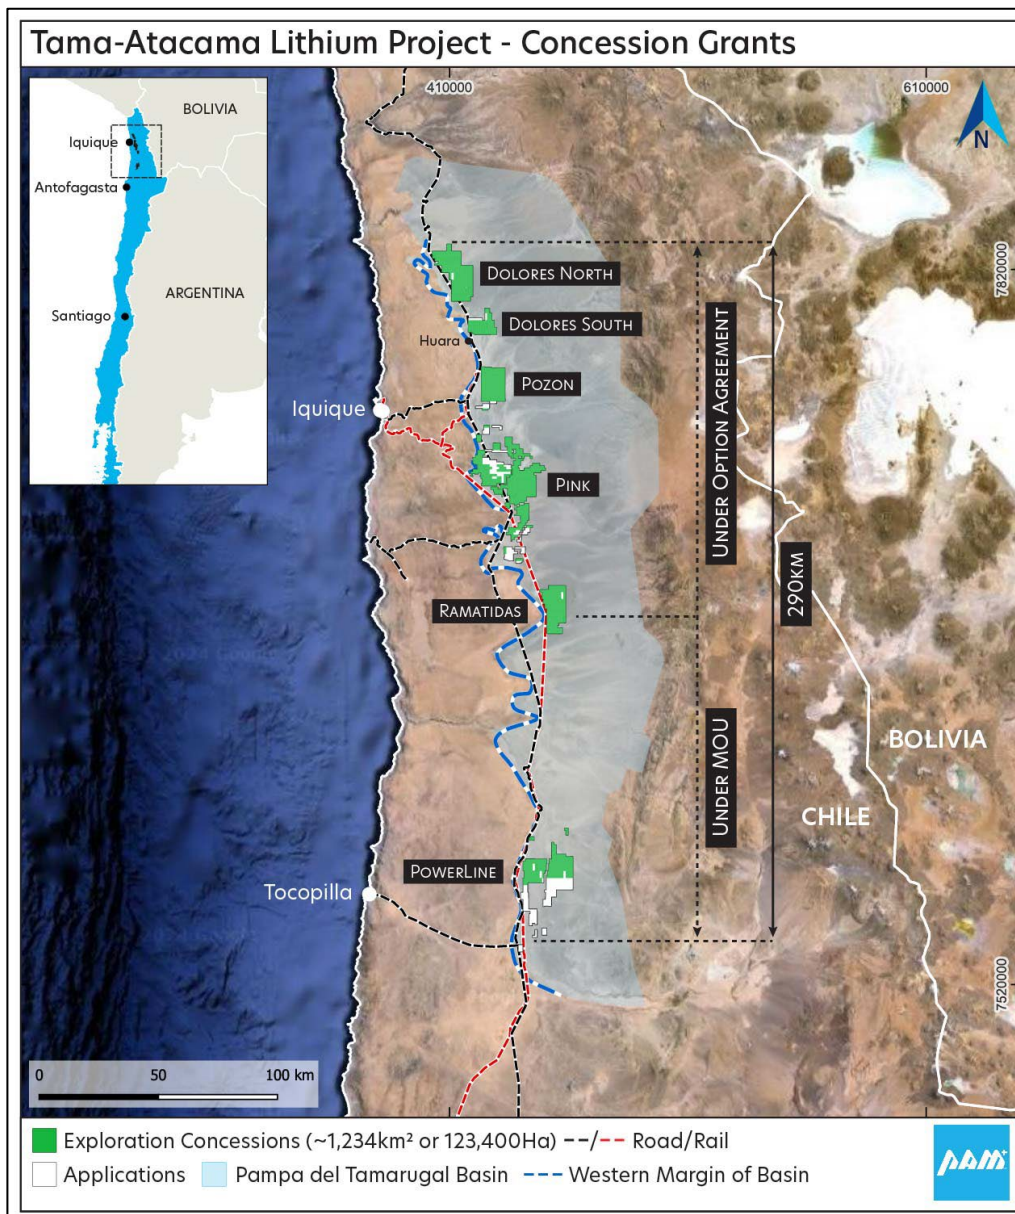 Tama-Atacama Lithium Project - Concession Grants
BOLIVIA
Iquique
Antofagasta
ARGENTINA
Santiago
410000
610000
N
7820000
DOLORES NORTH
DOLORES SOUTH
Huara
POZON
Iquique
PINK
UNDER OPTION AGREEMENT
290KM
RAMATIDAS
UNDER MOU
BOLIVIA
CHILE
POWERLINE
Tocopilla
7520000
0 50 100 km
Exploration Concessions (~1,234km² or 123,400Ha) --/-- Road/Rail
Applications Pampa del Tamarugal Basin --- Western Margin of Basin
PAM+